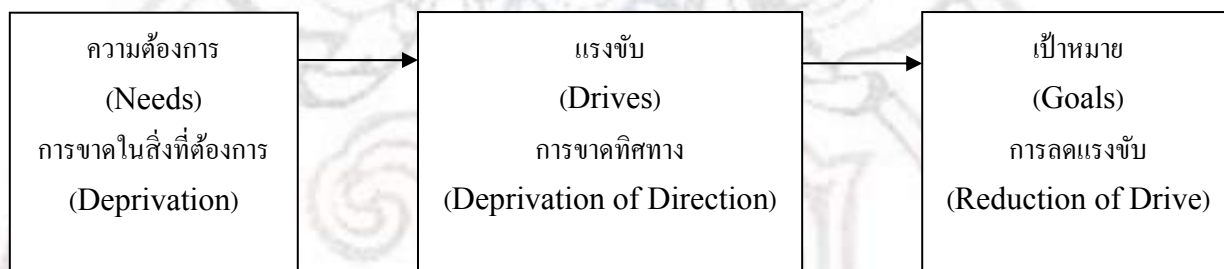 ความต้องการ
(Needs)
การขาดในสิ่งที่ต้องการ
(Deprivation)
แรงขับ
(Drives)
การขาดทิศทาง
(Deprivation of Direction)
เป้าหมาย
(Goals)
การลดแรงขับ
(Reduction of Drive)